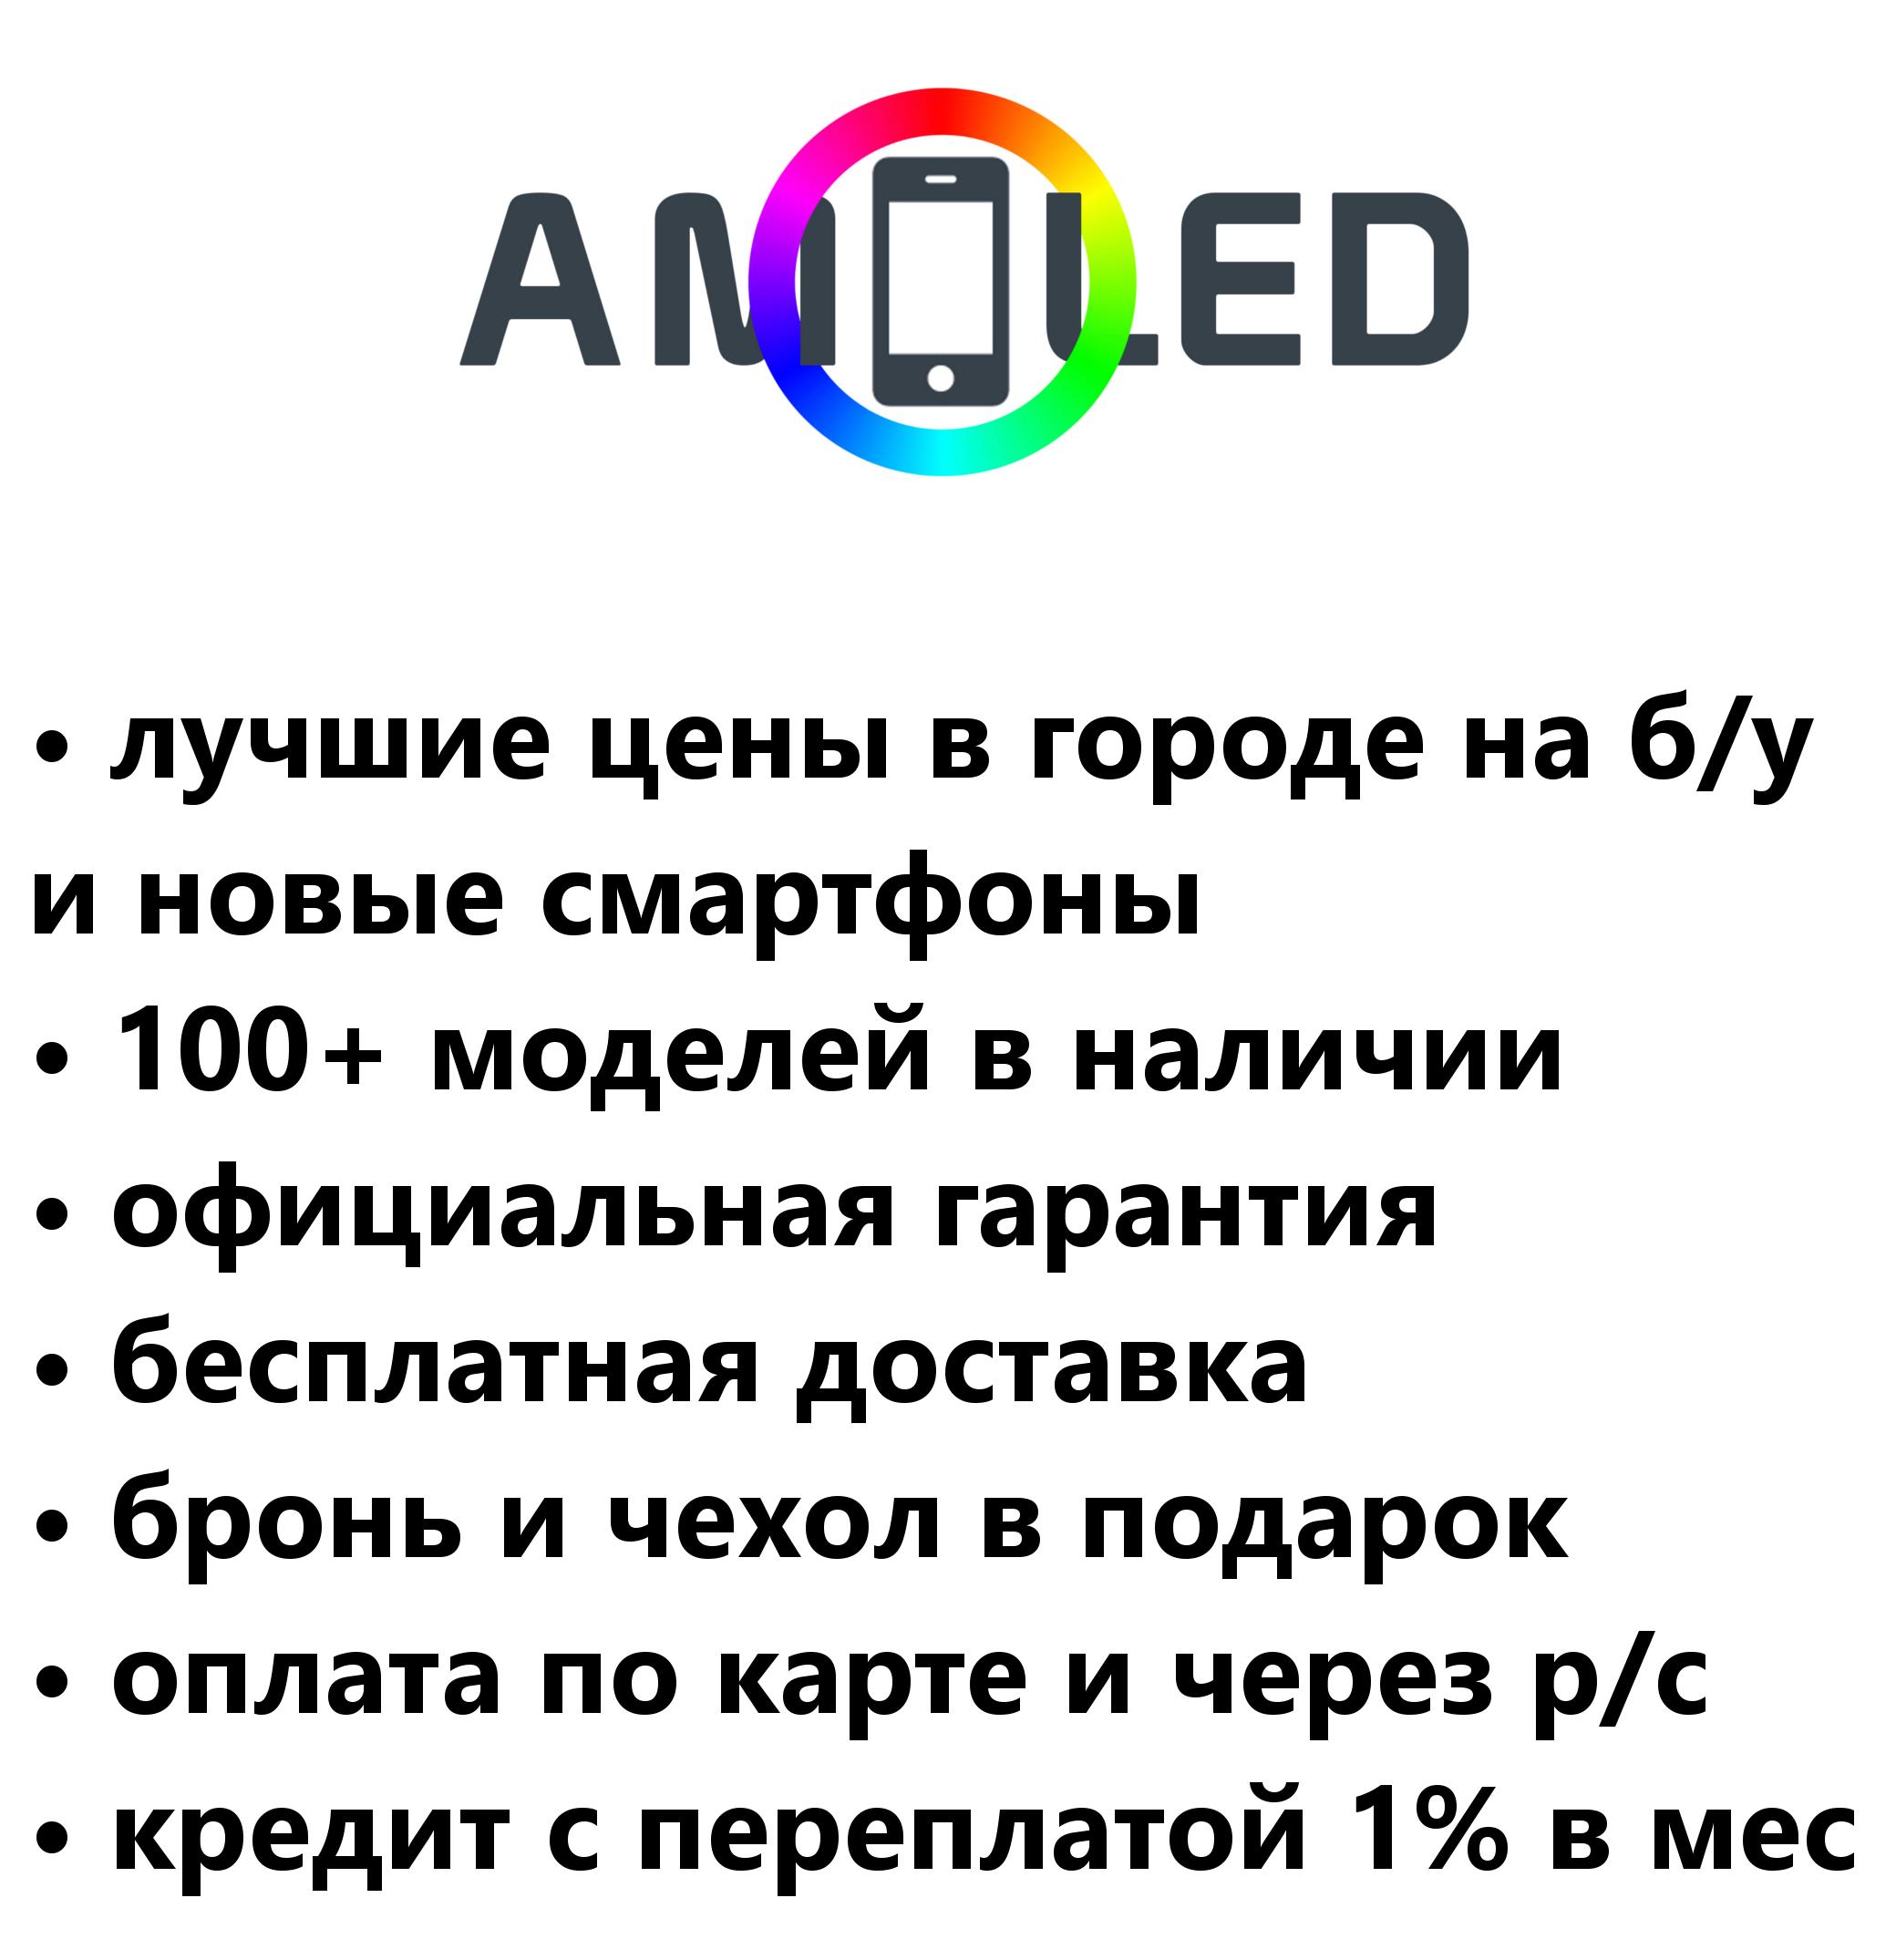 AMOLED
• лучшие цены в городе на б/у
и новые смартфоны
• 100+ моделей в наличии
• официальная гарантия
• бесплатная доставка
• бронь и чехол в подарок
• оплата по карте и через р/с
• кредит с переплатой 1% в мес